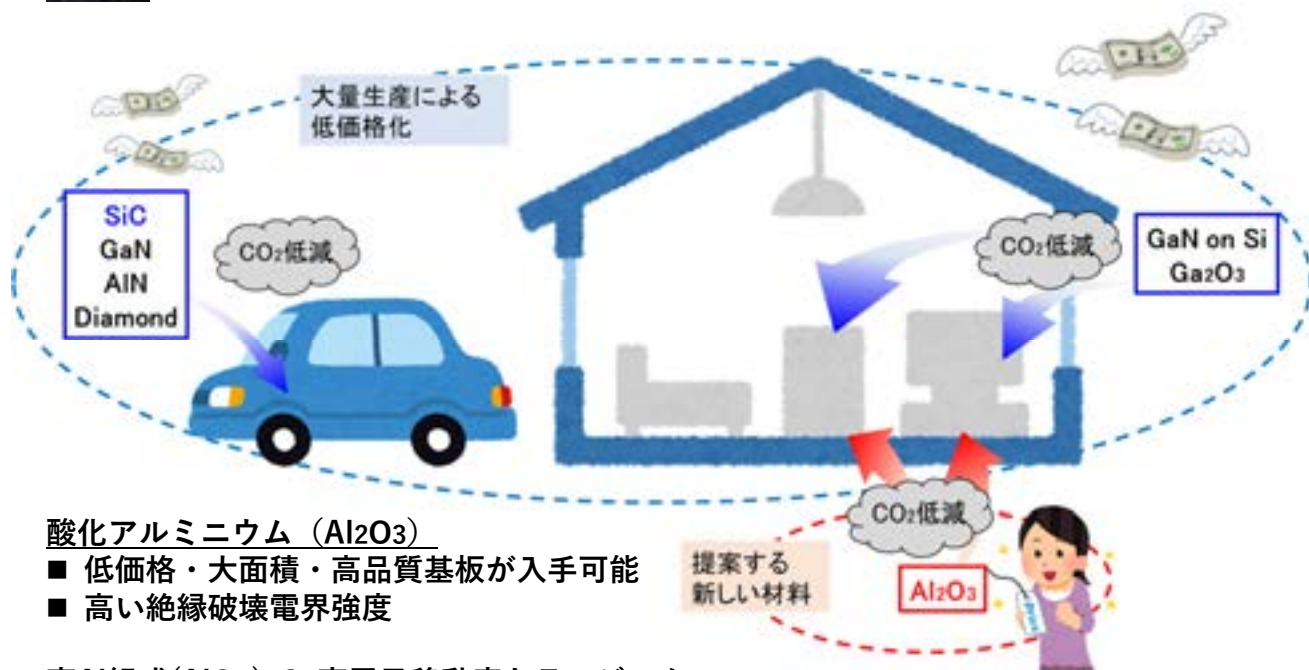 大量生産による
低価格化
SiC
GaN
AlN
Diamond
CO₂低減
CO₂低減
GaN on Si
Ga₂O₃
酸化アルミニウム（Al₂O₃）
■ 低価格・大面積・高品質基板が入手可能
■ 高い絶縁破壊電界強度
CO₂低減
提案する
新しい材料
Al₂O₃